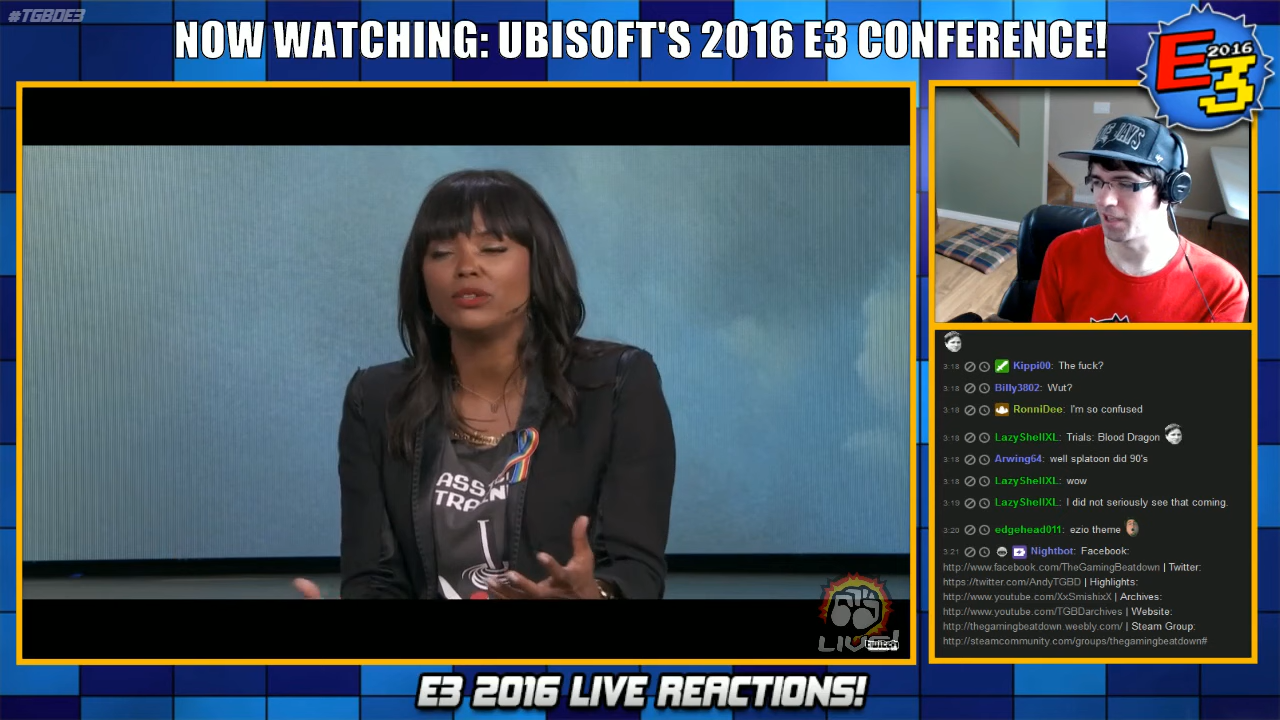 #TGBDE3
NOW WATCHING: UBISOFT'S 2016 E3 CONFERENCE!
E3 2016
JAYS
ASS
TRA
LIVE!
twitch
3:18 Kippi00: The fuck?
3:18 Billy3802: Wut?
3:18 RonniDee: I'm so confused
3:18 LazyShellXL: Trials: Blood Dragon
3:18 Arwing64: well splatoon did 90's
3:18 LazyShellXL: wow
3:19 LazyShellXL: I did not seriously see that coming.
3:20 edgehead011: ezio theme
3:21 Nightbot: Facebook:
http://www.facebook.com/TheGamingBeatdown | Twitter:
https://twitter.com/AndyTGBD | Highlights:
http://www.youtube.com/XxSmishixX | Archives:
http://www.youtube.com/TGBDarchives | Website:
http://thegamingbeatdown.weebly.com/ | Steam Group:
http://steamcommunity.com/groups/thegamingbeatdown#
E3 2016 LIVE REACTIONS!